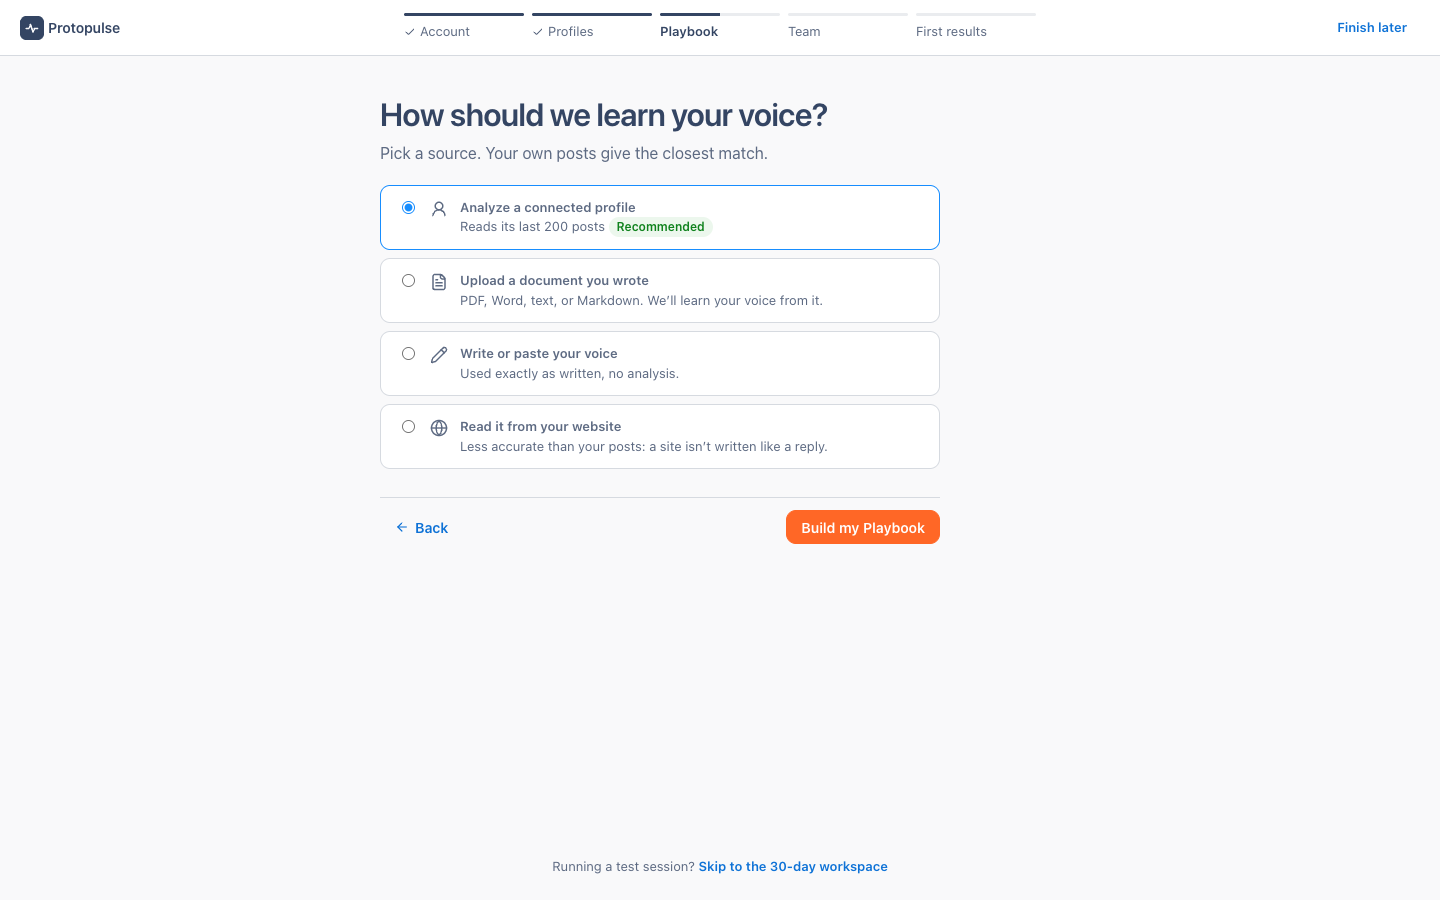 Protopulse
Account
Profiles
Playbook
Team
First results
Finish later
How should we learn your voice?
Pick a source. Your own posts give the closest match.
Analyze a connected profile
Reads its last 200 posts Recommended
Upload a document you wrote
PDF, Word, text, or Markdown. We’ll learn your voice from it.
Write or paste your voice
Used exactly as written, no analysis.
Read it from your website
Less accurate than your posts: a site isn’t written like a reply.
Back
Build my Playbook
Running a test session? Skip to the 30-day workspace